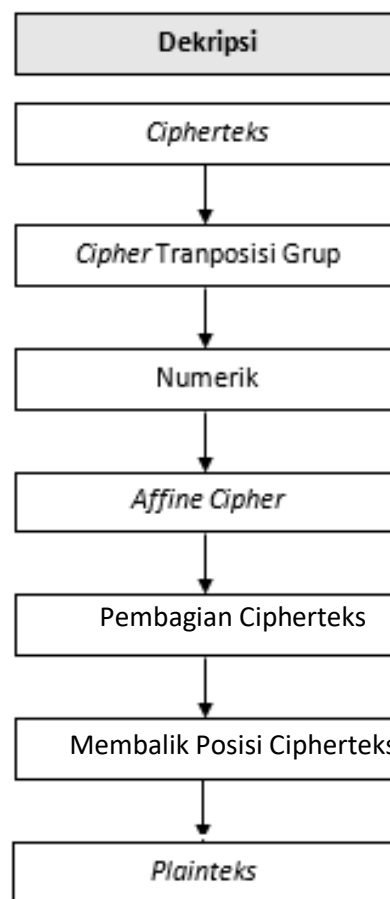 Dekripsi
Cipherteks
Cipher Tranposisi Grup
Numerik
Affine Cipher
Pembagian Cipherteks
Membalik Posisi Cipherteks
Plainteks